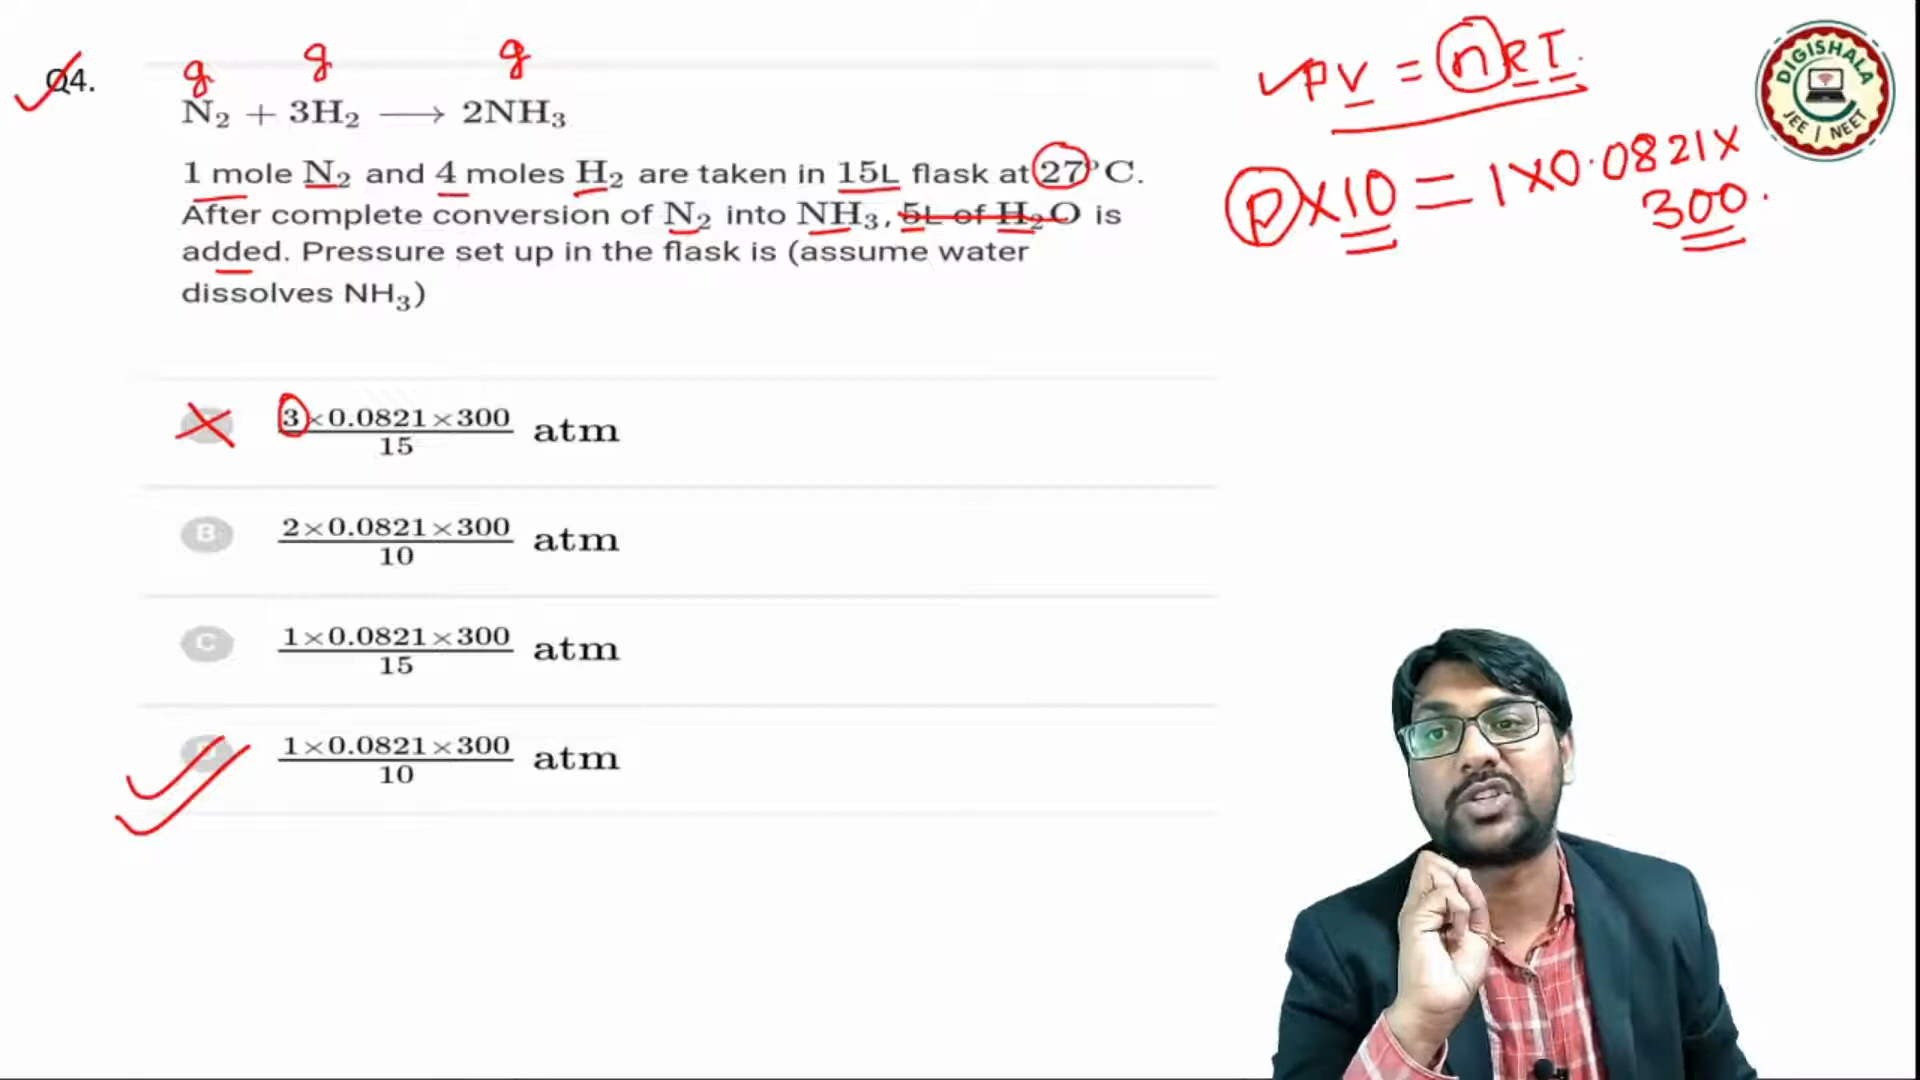 Q4.
g g g
N₂ + 3H₂ ⟶ 2NH₃
1 mole N₂ and 4 moles H₂ are taken in 15L flask at 27°C.
After complete conversion of N₂ into NH₃, 5L of H₂O is
added. Pressure set up in the flask is (assume water
dissolves NH₃)
3×0.0821×300
15
atm
B
2×0.0821×300
10
atm
C
1×0.0821×300
15
atm
1×0.0821×300
10
atm
PV = nRT.
P×10 = 1×0.0821×
300.
DIGISHALA
JEE | NEET